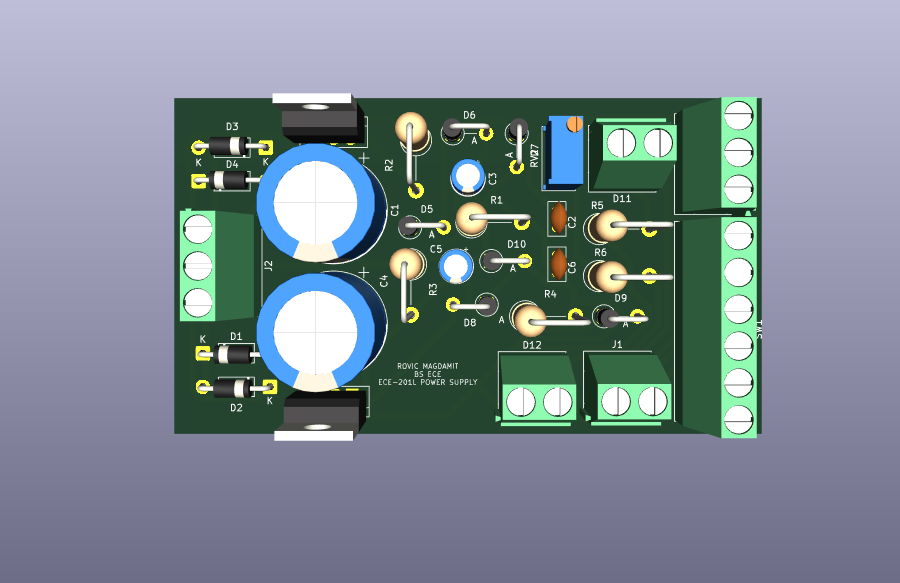 D3
K
K
D4
R2
D6
A
A
C3
R1
C1
D5
A
C5
D10
A
C2
C6
R5
R6
R4
D9
A
D11
J2
C4
R3
D8
A
K
D1
D2
K
D12
J1
SW1
ROVIC MAGDAMIT
BS ECE
ECE-201L POWER SUPPLY